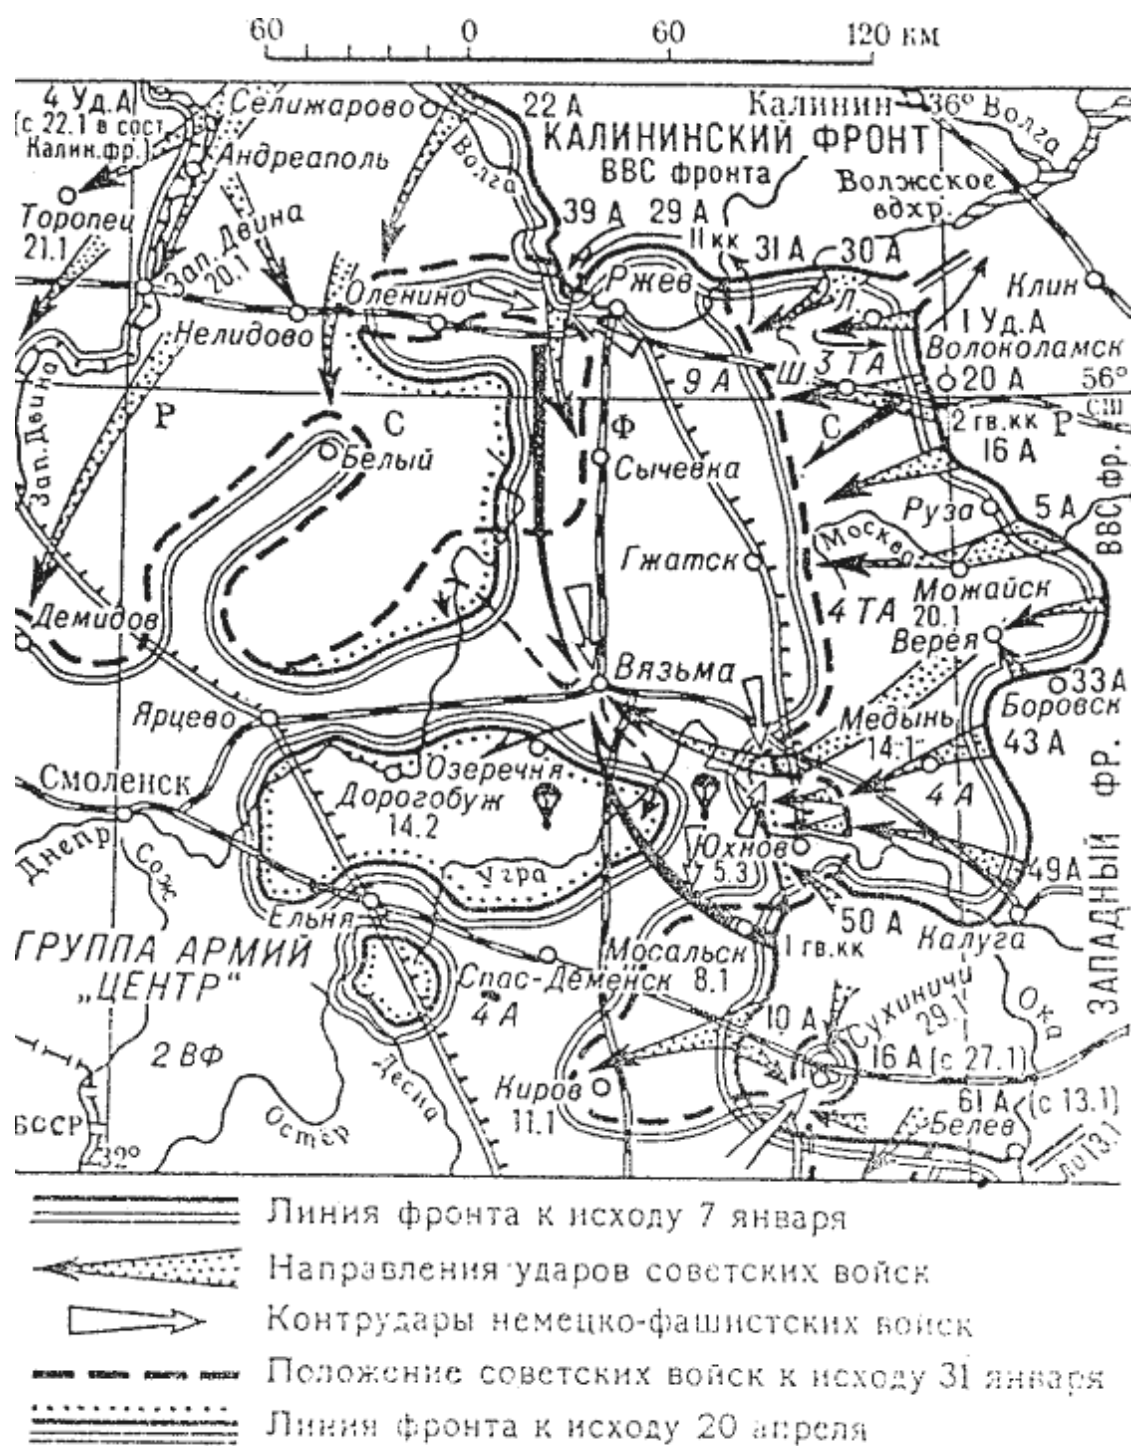 60 0 60 120 км
4 Уд.А
(с 22.1 в сост.
Калин.фр.)
Селижарово
22 А
Калинин
36°
Волга
КАЛИНИНСКИЙ ФРОНТ
ВВС фронта
Андреаполь
Волга
Волжское
вдхр.
Торопец
21.1
Зап. Двина
20.1
39 А
29 А
11 кк
31 А
30 А
Клин
Оленино
Ржев
Нелидово
Л
1 Уд.А
Волоколамск
3 ТА
Ш
9 А
20 А
56°
сш
2 гв.кк
16 А
Р
С
Ф
С
Р
Зап. Двина
Белый
Сычевка
Руза
5 А
ВВС фр.
Москва
Гжатск
Можайск
20.1
4 ТА
Демидов
Верея
Вязьма
33 А
Боровск
Ярцево
Медынь
14.1
43 А
Озеречня
Смоленск
Дорогобуж
14.2
4 А
ЗАПАДНЫЙ ФР.
Днепр
Сож
Юхнов
5.3
Угра
49 А
Ельня
50 А
Калуга
ГРУППА АРМИЙ
„ЦЕНТР“
Мосальск
8.1
1 гв.кк
Спас-Деменск
4 А
Ока
10 А
Сухиничи
29.1
2 ВФ
16 А (с 27.1)
Десна
Киров
11.1
61 А (с 13.1)
Белев
Остёр
БССР
32°
до 13.1
Линия фронта к исходу 7 января
Направления ударов советских войск
Контрудары немецко-фашистских войск
Положение советских войск к исходу 31 января
Линия фронта к исходу 20 апреля